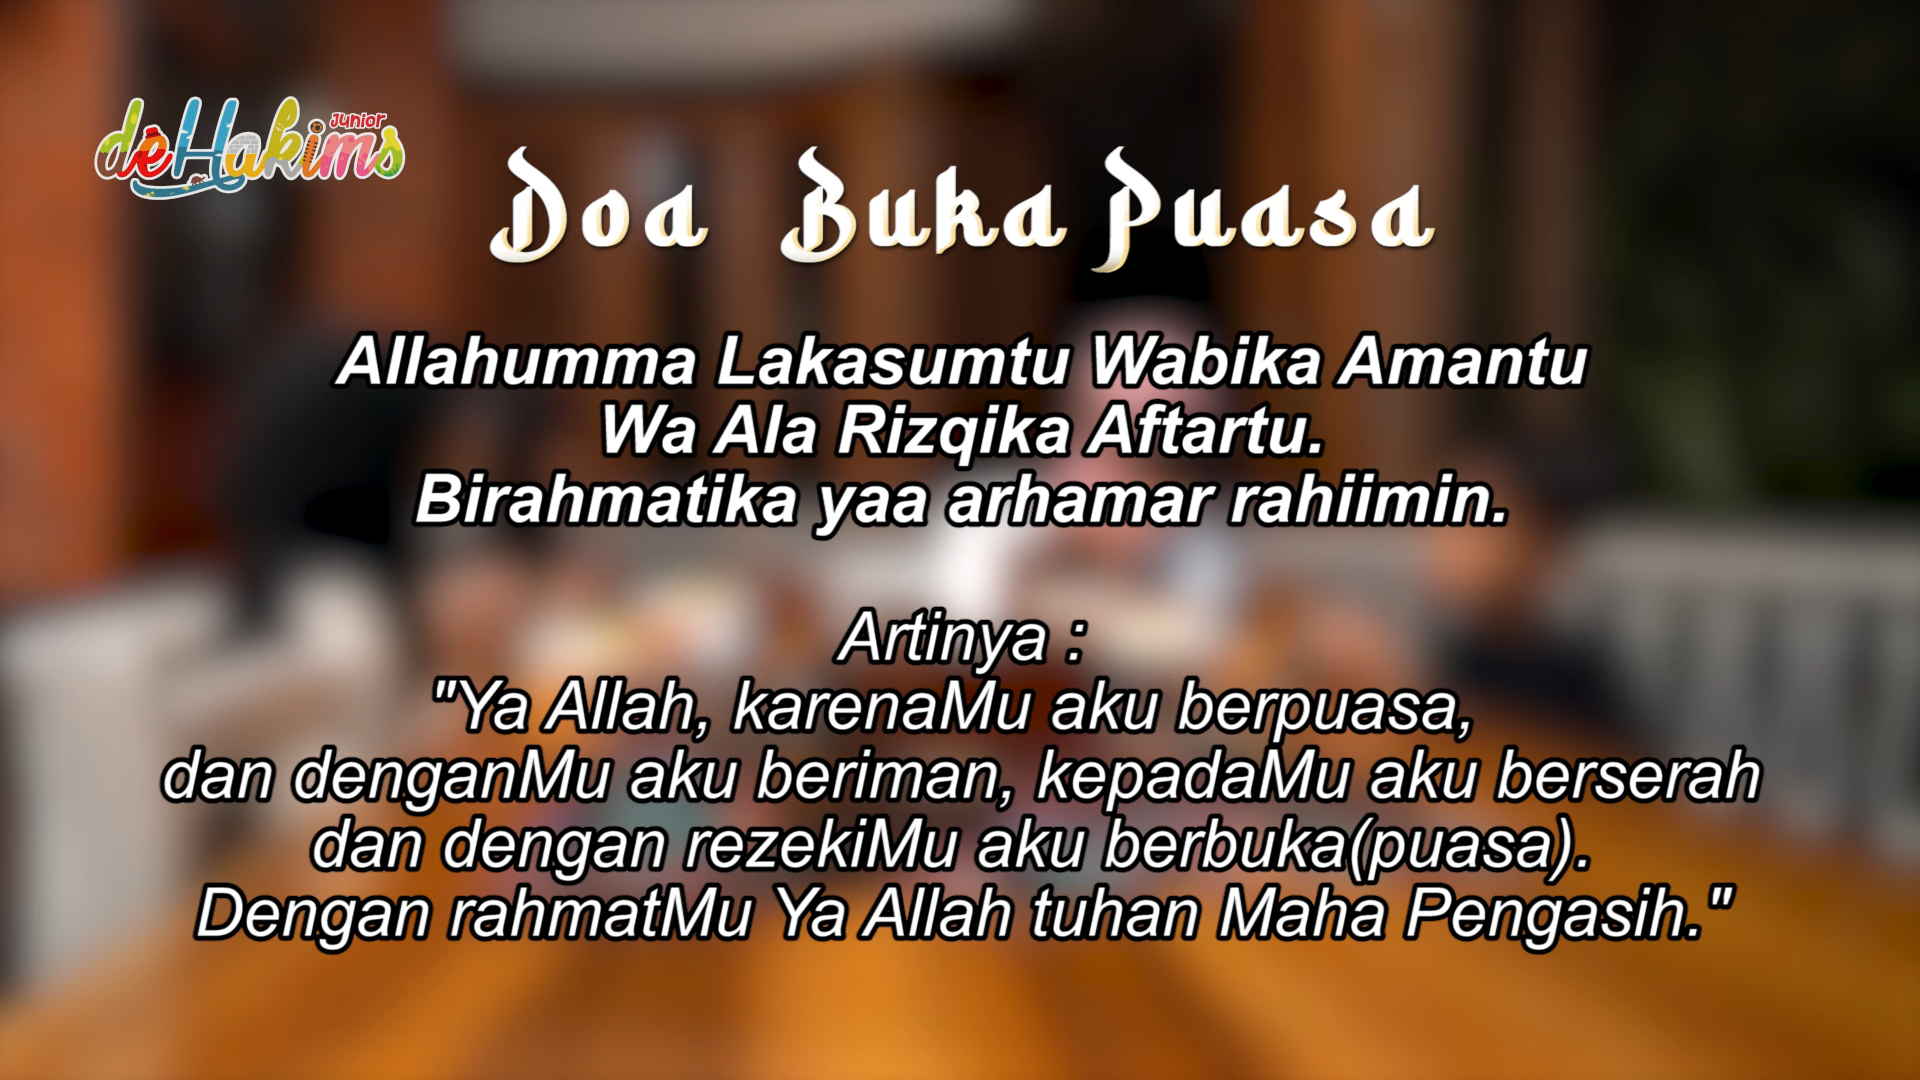 deHakims Junior
Doa Buka Puasa
Allahumma Lakasumtu Wabika Amantu
Wa Ala Rizqika Aftartu.
Birahmatika yaa arhamar rahiimin.
Artinya :
"Ya Allah, karenaMu aku berpuasa,
dan denganMu aku beriman, kepadaMu aku berserah
dan dengan rezekiMu aku berbuka(puasa).
Dengan rahmatMu Ya Allah tuhan Maha Pengasih."